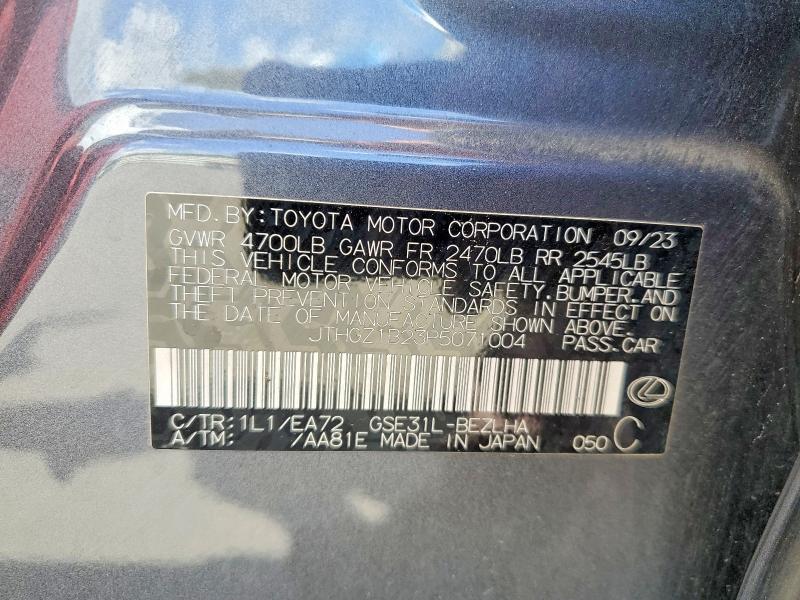 MFD. BY: TOYOTA MOTOR CORPORATION 09/23
GVWR 4700LB GAWR FR 2470LB RR 2545LB
THIS VEHICLE CONFORMS TO ALL APPLICABLE
FEDERAL MOTOR VEHICLE SAFETY, BUMPER, AND
THEFT PREVENTION STANDARDS IN EFFECT ON
THE DATE OF MANUFACTURE SHOWN ABOVE.
JTHGZ1B23P5071004 PASS. CAR
C/TR: 1L1/EA72 GSE31L-BEZLHA
A/TM: /AA81E MADE IN JAPAN 050 C